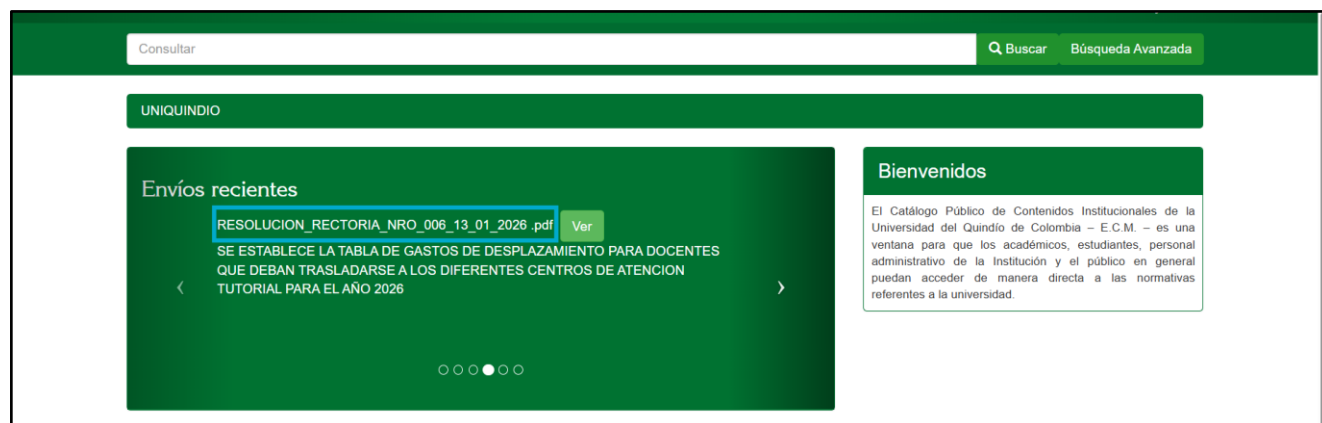 Consultar
Buscar
Búsqueda Avanzada
UNIQUINDIO
Envíos recientes
RESOLUCION_RECTORIA_NRO_006_13_01_2026 .pdf
Ver
SE ESTABLECE LA TABLA DE GASTOS DE DESPLAZAMIENTO PARA DOCENTES
QUE DEBAN TRASLADARSE A LOS DIFERENTES CENTROS DE ATENCION
TUTORIAL PARA EL AÑO 2026
Bienvenidos
El Catálogo Público de Contenidos Institucionales de la
Universidad del Quindío de Colombia – E.C.M. – es una
ventana para que los académicos, estudiantes, personal
administrativo de la Institución y el público en general
puedan acceder de manera directa a las normativas
referentes a la universidad.